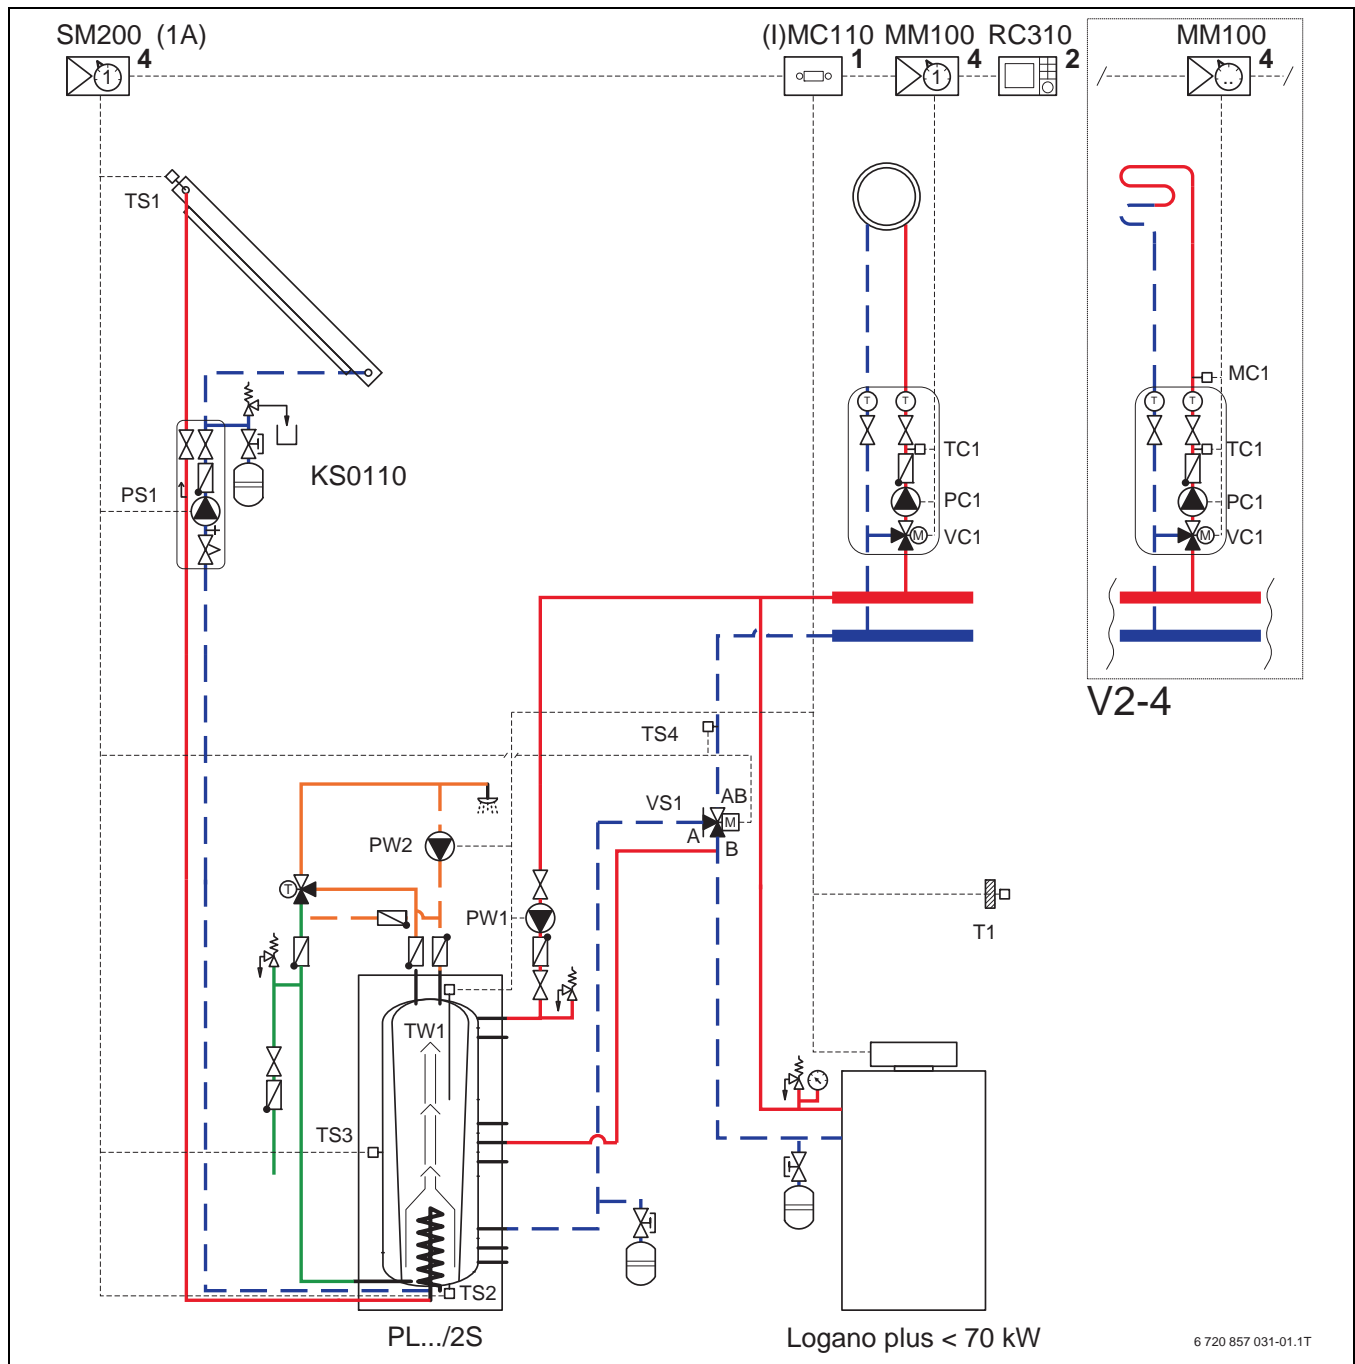 SM200 (1A)
4
1
(I)MC110
1
MM100
4
1
RC310
2
MM100
4
..
TS1
MC1
T
T
T
T
KS0110
TC1
TC1
PS1
PC1
PC1
M
VC1
M
VC1
V2-4
TS4
AB
VS1
M
A
B
PW2
T
PW1
T1
TW1
TS3
TS2
PL.../2S
Logano plus < 70 kW
6 720 857 031-01.1T